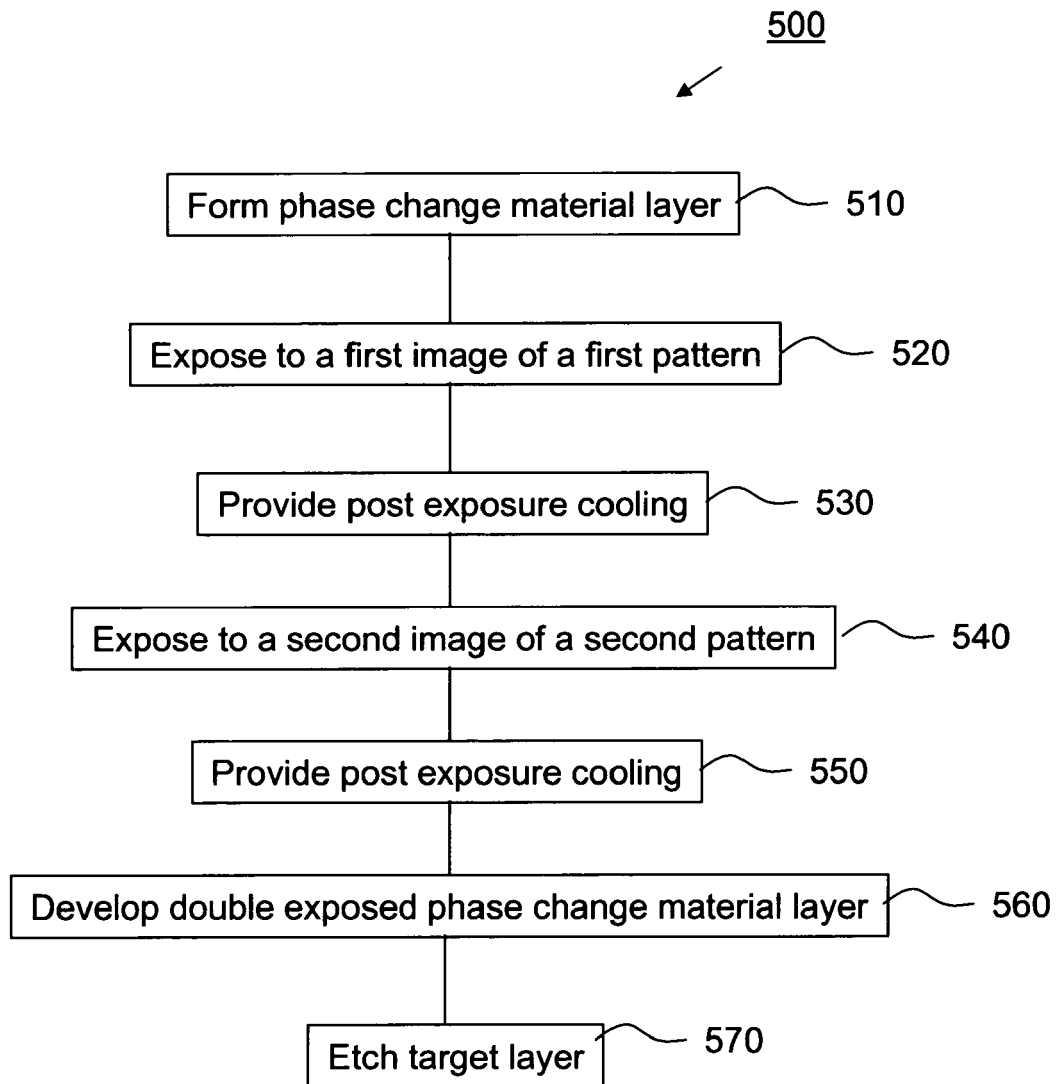 500
Form phase change material layer 510
Expose to a first image of a first pattern 520
Provide post exposure cooling 530
Expose to a second image of a second pattern 540
Provide post exposure cooling 550
Develop double exposed phase change material layer 560
Etch target layer 570